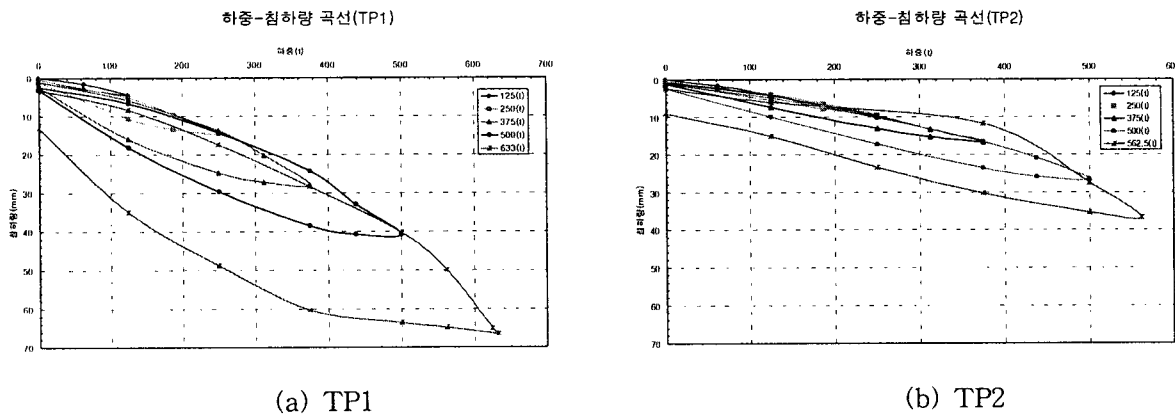 하중-침하량 곡선(TP1)
하중(t)
0 100 200 300 400 500 600 700
0
10
20
30
40
50
60
70
침하량(mm)
125(t)
250(t)
375(t)
500(t)
633(t)
(a) TP1
하중-침하량 곡선(TP2)
하중(t)
0 100 200 300 400 500 60
0
10
20
30
40
50
60
70
침하량(mm)
125(t)
250(t)
375(t)
500(t)
562.5(t)
(b) TP2